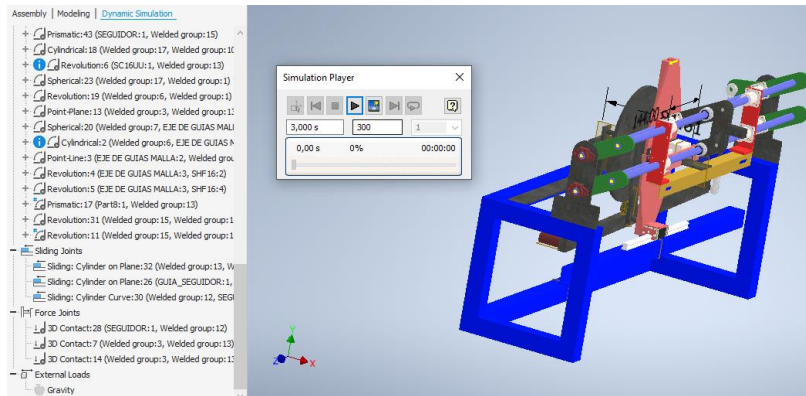 Assembly | Modeling | Dynamic Simulation
Prismatic:43 (SEGUIDOR:1, Welded group:15)
Cylindrical:18 (Welded group:17, Welded group:10
Revolution:6 (SC16UU:1, Welded group:13)
Spherical:23 (Welded group:17, Welded group:1)
Revolution:19 (Welded group:6, Welded group:1)
Point-Plane:13 (Welded group:3, Welded group:13
Spherical:20 (Welded group:7, EJE DE GUIAS MAL
Cylindrical:2 (Welded group:6, EJE DE GUIAS M
Point-Line:3 (EJE DE GUIAS MALLA:2, Welded grou
Revolution:4 (EJE DE GUIAS MALLA:3, SHF16:2)
Revolution:5 (EJE DE GUIAS MALLA:3, SHF16:4)
Prismatic:17 (Part8:1, Welded group:13)
Revolution:31 (Welded group:15, Welded group:1
Revolution:11 (Welded group:15, Welded group:1
Sliding Joints
Sliding: Cylinder on Plane:32 (Welded group:13, W
Sliding: Cylinder on Plane:26 (GUIA_SEGUIDOR:1,
Sliding: Cylinder Curve:30 (Welded group:12, SEG
Force Joints
3D Contact:28 (SEGUIDOR:1, Welded group:12)
3D Contact:7 (Welded group:3, Welded group:13)
3D Contact:14 (Welded group:3, Welded group:13
External Loads
Gravity
Simulation Player
3,000 s 300 1
0,00 s 0% 00:00:00
Y
Z X